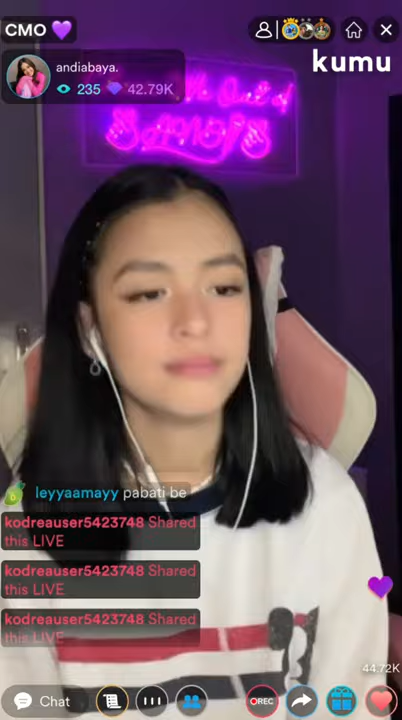 CMO
kumu
andiabaya.
235 42.79K
leyyaamayy pabati be
kodreauser5423748 Shared
this LIVE
kodreauser5423748 Shared
this LIVE
kodreauser5423748 Shared
this LIVE
44.72K
Chat
REC